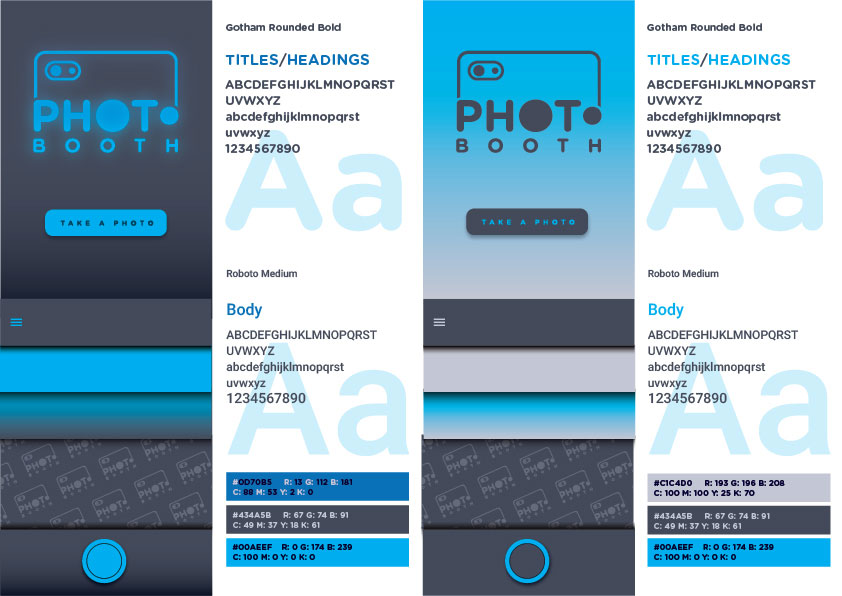 PHOTO
BOOTH
TAKE A PHOTO
Gotham Rounded Bold
TITLES/HEADINGS
ABCDEFGHIJKLMNOPQRST
UVWXYZ
abcdefghijklmnopqrst
uvwxyz
1234567890
Aa
Roboto Medium
Body
ABCDEFGHIJKLMNOPQRST
UVWXYZ
abcdefghijklmnopqrst
uvwxyz
1234567890
Aa
#0D70B5 R: 13 G: 112 B: 181
C: 88 M: 53 Y: 2 K: 0
#434A5B R: 67 G: 74 B: 91
C: 49 M: 37 Y: 18 K: 61
#00AEEF R: 0 G: 174 B: 239
C: 100 M: 0 Y: 0 K: 0
PHOTO
BOOTH
TAKE A PHOTO
Gotham Rounded Bold
TITLES/HEADINGS
ABCDEFGHIJKLMNOPQRST
UVWXYZ
abcdefghijklmnopqrst
uvwxyz
1234567890
Aa
Roboto Medium
Body
ABCDEFGHIJKLMNOPQRST
UVWXYZ
abcdefghijklmnopqrst
uvwxyz
1234567890
Aa
#C1C4D0 R: 193 G: 196 B: 208
C: 100 M: 100 Y: 25 K: 70
#434A5B R: 67 G: 74 B: 91
C: 49 M: 37 Y: 18 K: 61
#00AEEF R: 0 G: 174 B: 239
C: 100 M: 0 Y: 0 K: 0